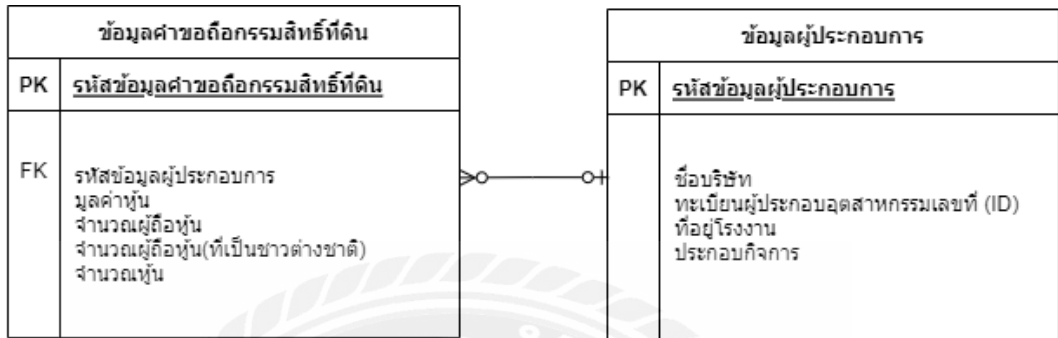 ข้อมูลคำขอถือกรรมสิทธิ์ที่ดิน
PK รหัสข้อมูลคำขอถือกรรมสิทธิ์ที่ดิน
FK รหัสข้อมูลผู้ประกอบการ
มูลค่าหุ้น
จำนวณผู้ถือหุ้น
จำนวณผู้ถือหุ้น(ที่เป็นชาวต่างชาติ)
จำนวณหุ้น
ข้อมูลผู้ประกอบการ
PK รหัสข้อมูลผู้ประกอบการ
ชื่อบริษัท
ทะเบียนผู้ประกอบอุตสาหกรรมเลขที่ (ID)
ที่อยู่โรงงาน
ประกอบกิจการ